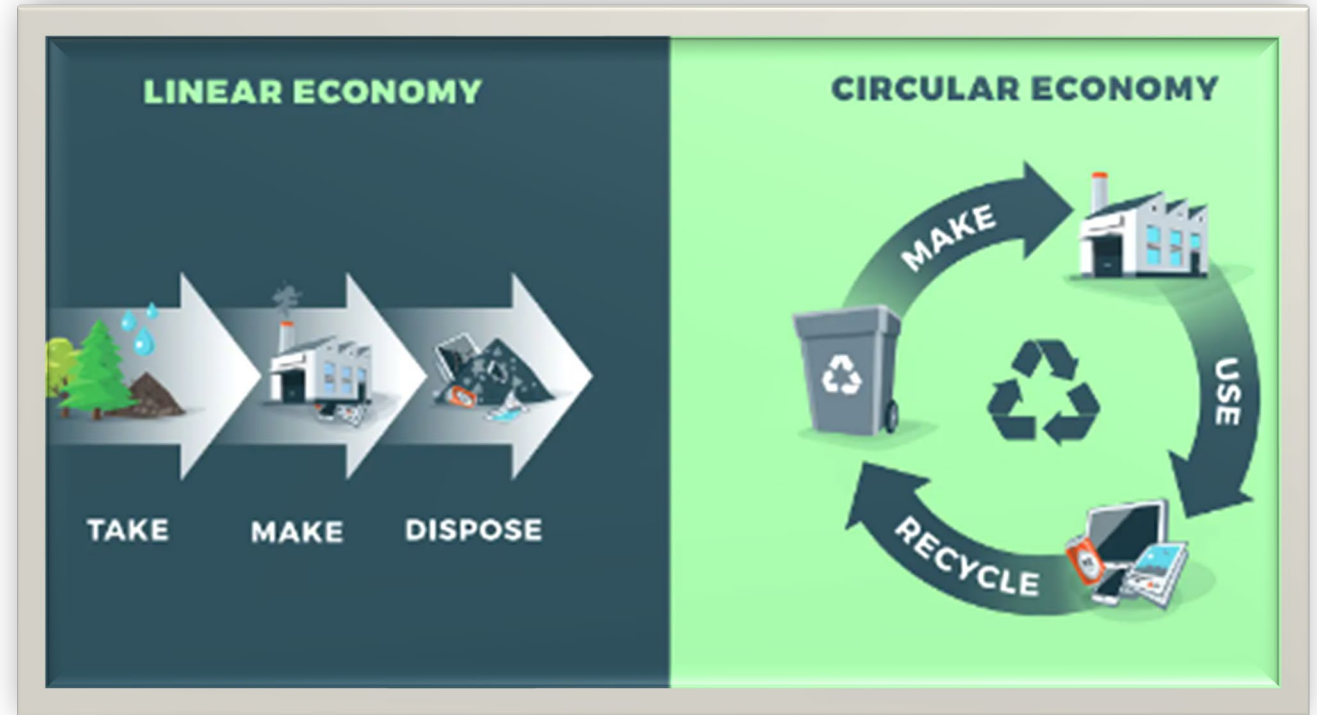 LINEAR ECONOMY
TAKE
MAKE
DISPOSE
CIRCULAR ECONOMY
MAKE
USE
RECYCLE